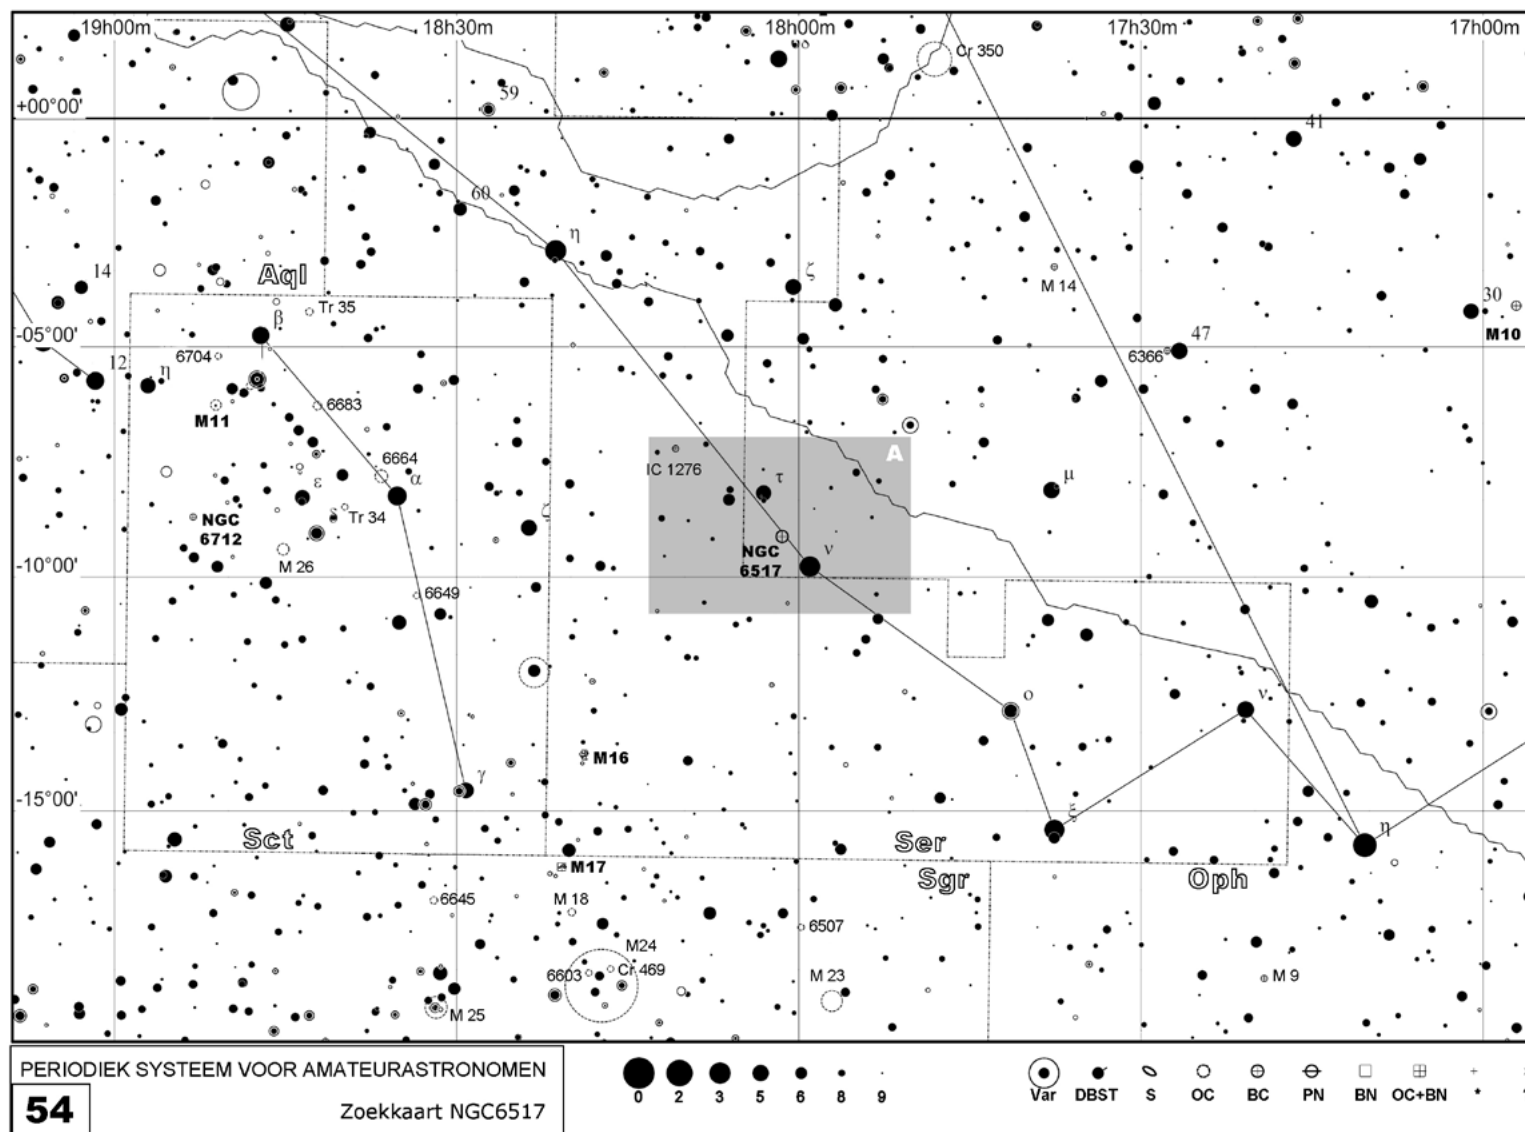 19h00m 18h30m 18h00m 17h30m 17h00m
Cr 350
59
+00°00'
41
60
η
ζ
14
Aql
M 14
30
Tr 35
β
M10
-05°00'
47
6704
6366
12
η
6683
M11
A
6664
IC 1276
α
τ
μ
ε
ζ
NGC
6712
Tr 34
NGC
6517
ν
M 26
-10°00'
6649
ο
ν
M16
γ
-15°00'
ξ
η
Sct
Ser
M17
Sgr
Oph
6645
M 18
6507
M24
6603
Cr 469
M 23
M 9
M 25
PERIODIEK SYSTEEM VOOR AMATEURASTRONOMEN
54
Zoekkaart NGC6517
0 2 3 5 6 8 9
Var DBST S OC BC PN BN OC+BN *